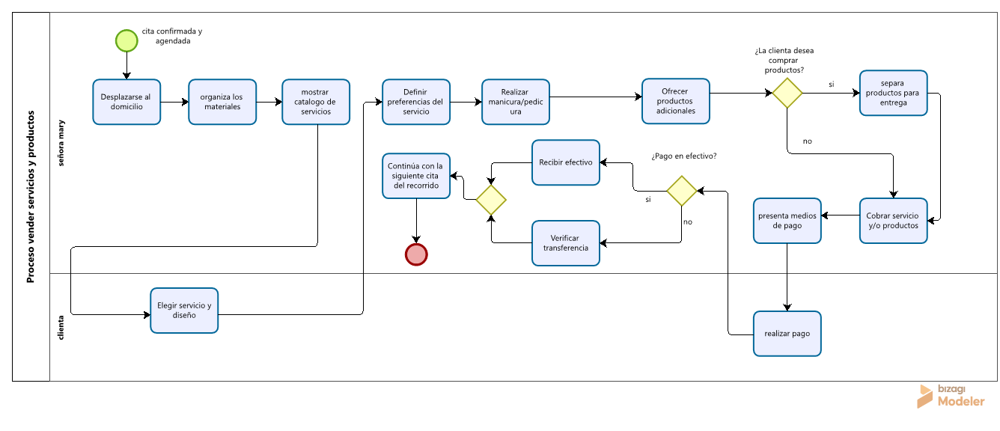 Proceso vender servicios y productos
señora mary
cita confirmada y
agendada
Desplazarse al
domicilio
organiza los
materiales
mostrar
catalogo de
servicios
Definir
preferencias del
servicio
Realizar
manicura/pedic
ura
Ofrecer
productos
adicionales
¿La clienta desea
comprar
productos?
si
separa
productos para
entrega
no
Continúa con la
siguiente cita
del recorrido
Recibir efectivo
¿Pago en efectivo?
si
no
Verificar
transferencia
presenta medios
de pago
Cobrar servicio
y/o productos
clienta
Elegir servicio y
diseño
realizar pago
bizagi
Modeler